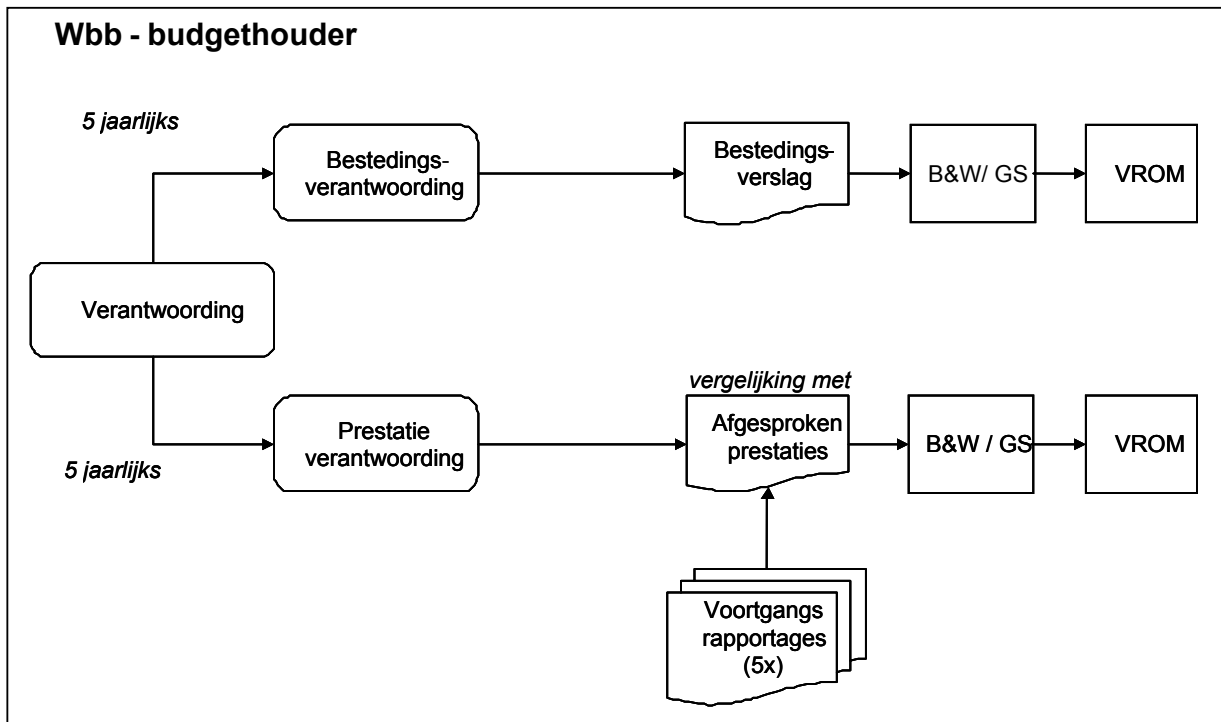 Wbb - budgethouder
5 jaarlijks
Bestedings-
verantwoording
Bestedings-
verslag
B&W/ GS
VROM
Verantwoording
5 jaarlijks
Prestatie
verantwoording
vergelijking met
Afgesproken
prestaties
B&W / GS
VROM
Voortgangs
rapportages
(5x)